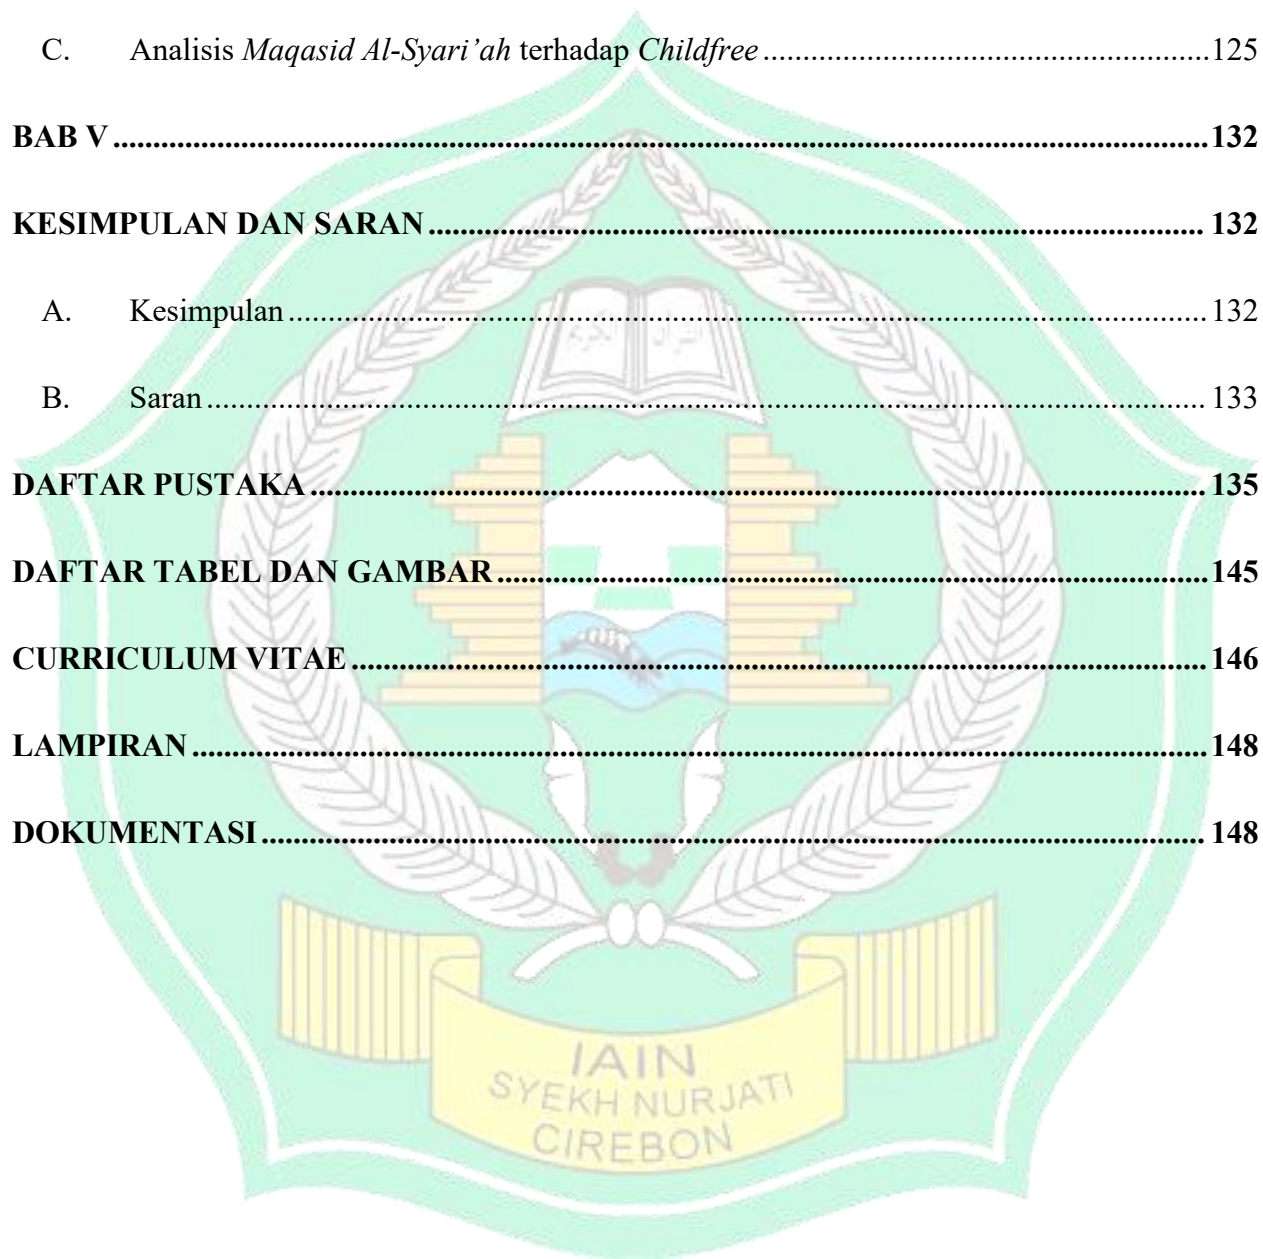 C. Analisis Maqasid Al-Syari’ah terhadap Childfree ........................................................ 125
BAB V ........................................................ 132
KESIMPULAN DAN SARAN ........................................................ 132
A. Kesimpulan ........................................................ 132
B. Saran ........................................................ 133
DAFTAR PUSTAKA ........................................................ 135
DAFTAR TABEL DAN GAMBAR ........................................................ 145
CURRICULUM VITAE ........................................................ 146
LAMPIRAN ........................................................ 148
DOKUMENTASI ........................................................ 148
IAIN
SYEKH NURJATI
CIREBON